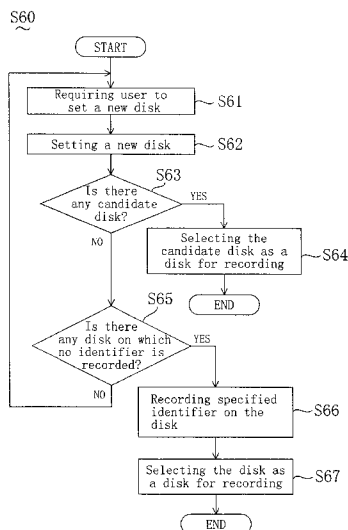 S60
START
Requiring user to
set a new disk
S61
Setting a new disk
S62
S63
Is there
any candidate
disk?
YES
NO
Selecting the
candidate disk as a
disk for recording
S64
END
S65
Is there
any disk on which
no identifier is
recorded?
YES
NO
Recording specified
identifier on the
disk
S66
Selecting the disk as
a disk for recording
S67
END